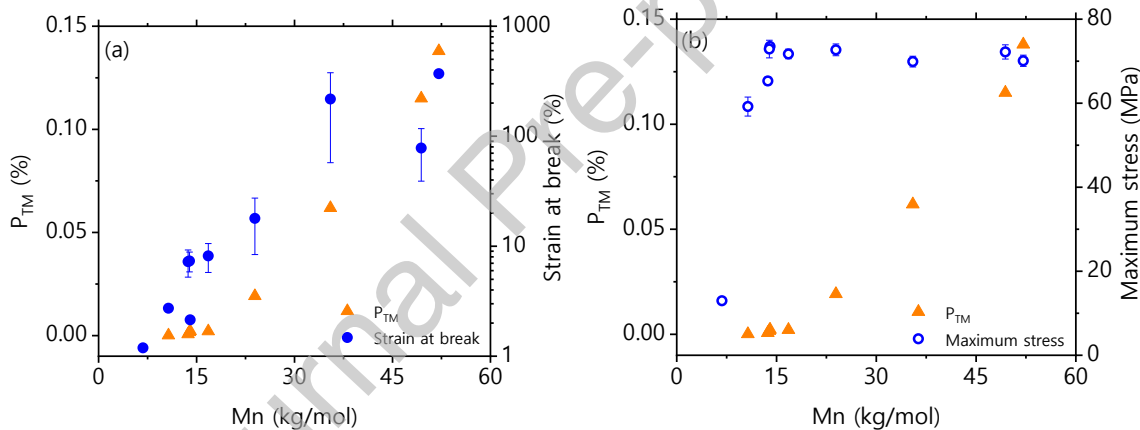 (a)
0.15
0.10
0.05
0.00
P_TM (%)
1000
100
10
1
Strain at break (%)
P_TM
Strain at break
0 15 30 45 60
Mn (kg/mol)
(b)
0.15
0.10
0.05
0.00
P_TM (%)
80
60
40
20
0
Maximum stress (MPa)
P_TM
Maximum stress
0 15 30 45 60
Mn (kg/mol)
urnal Pre-p